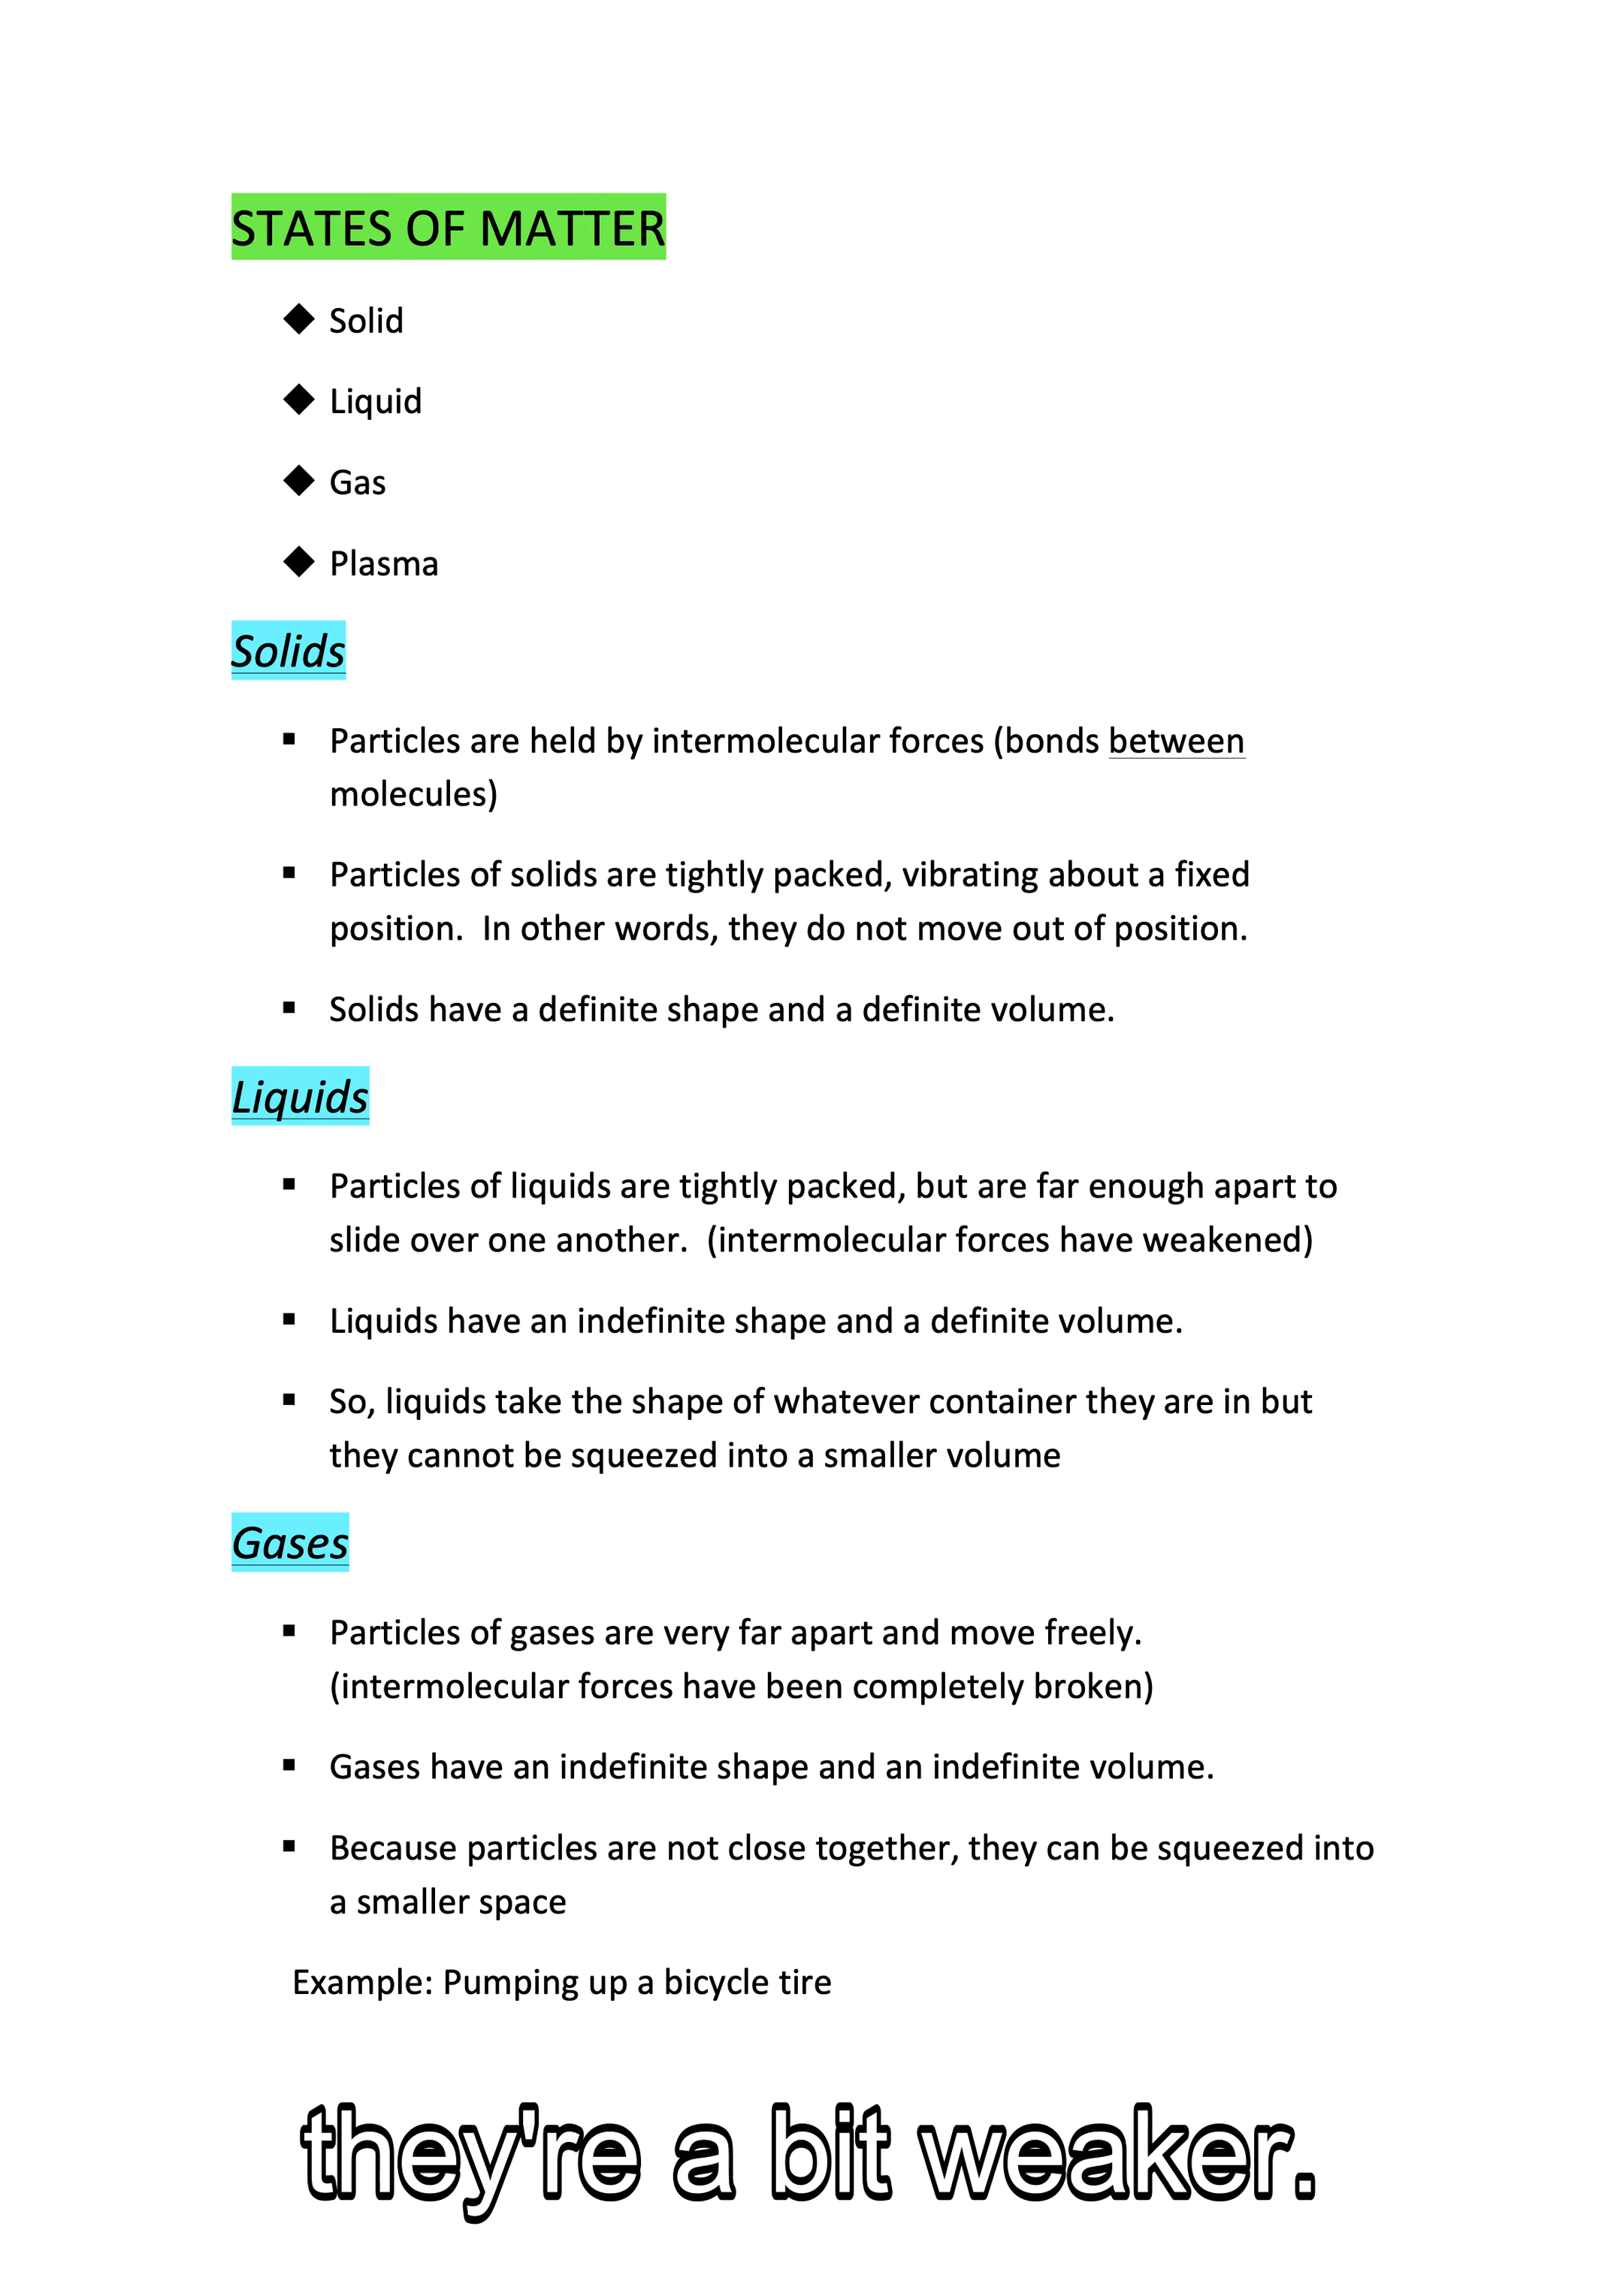 STATES OF MATTER
◆ Solid
◆ Liquid
◆ Gas
◆ Plasma
Solids
▪ Particles are held by intermolecular forces (bonds between
molecules)
▪ Particles of solids are tightly packed, vibrating about a fixed
position.  In other words, they do not move out of position.
▪ Solids have a definite shape and a definite volume.
Liquids
▪ Particles of liquids are tightly packed, but are far enough apart to
slide over one another.  (intermolecular forces have weakened)
▪ Liquids have an indefinite shape and a definite volume.
▪ So, liquids take the shape of whatever container they are in but
they cannot be squeezed into a smaller volume
Gases
▪ Particles of gases are very far apart and move freely.
(intermolecular forces have been completely broken)
▪ Gases have an indefinite shape and an indefinite volume.
▪ Because particles are not close together, they can be squeezed into
a smaller space
Example: Pumping up a bicycle tire
they're a bit weaker.